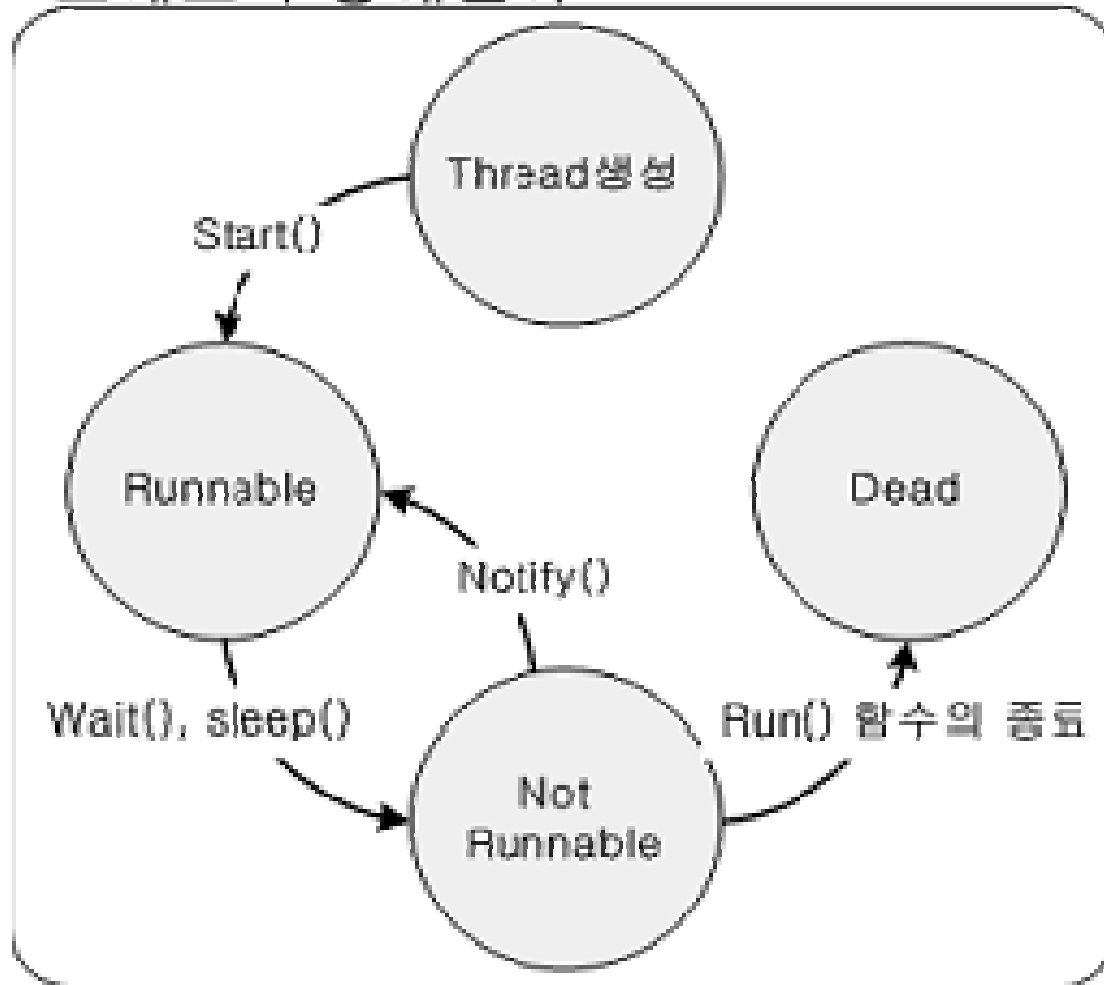 Thread생성
Start()
Runnable
Dead
Notify()
Wait(), sleep()
Run() 함수의 종료
Not
Runnable